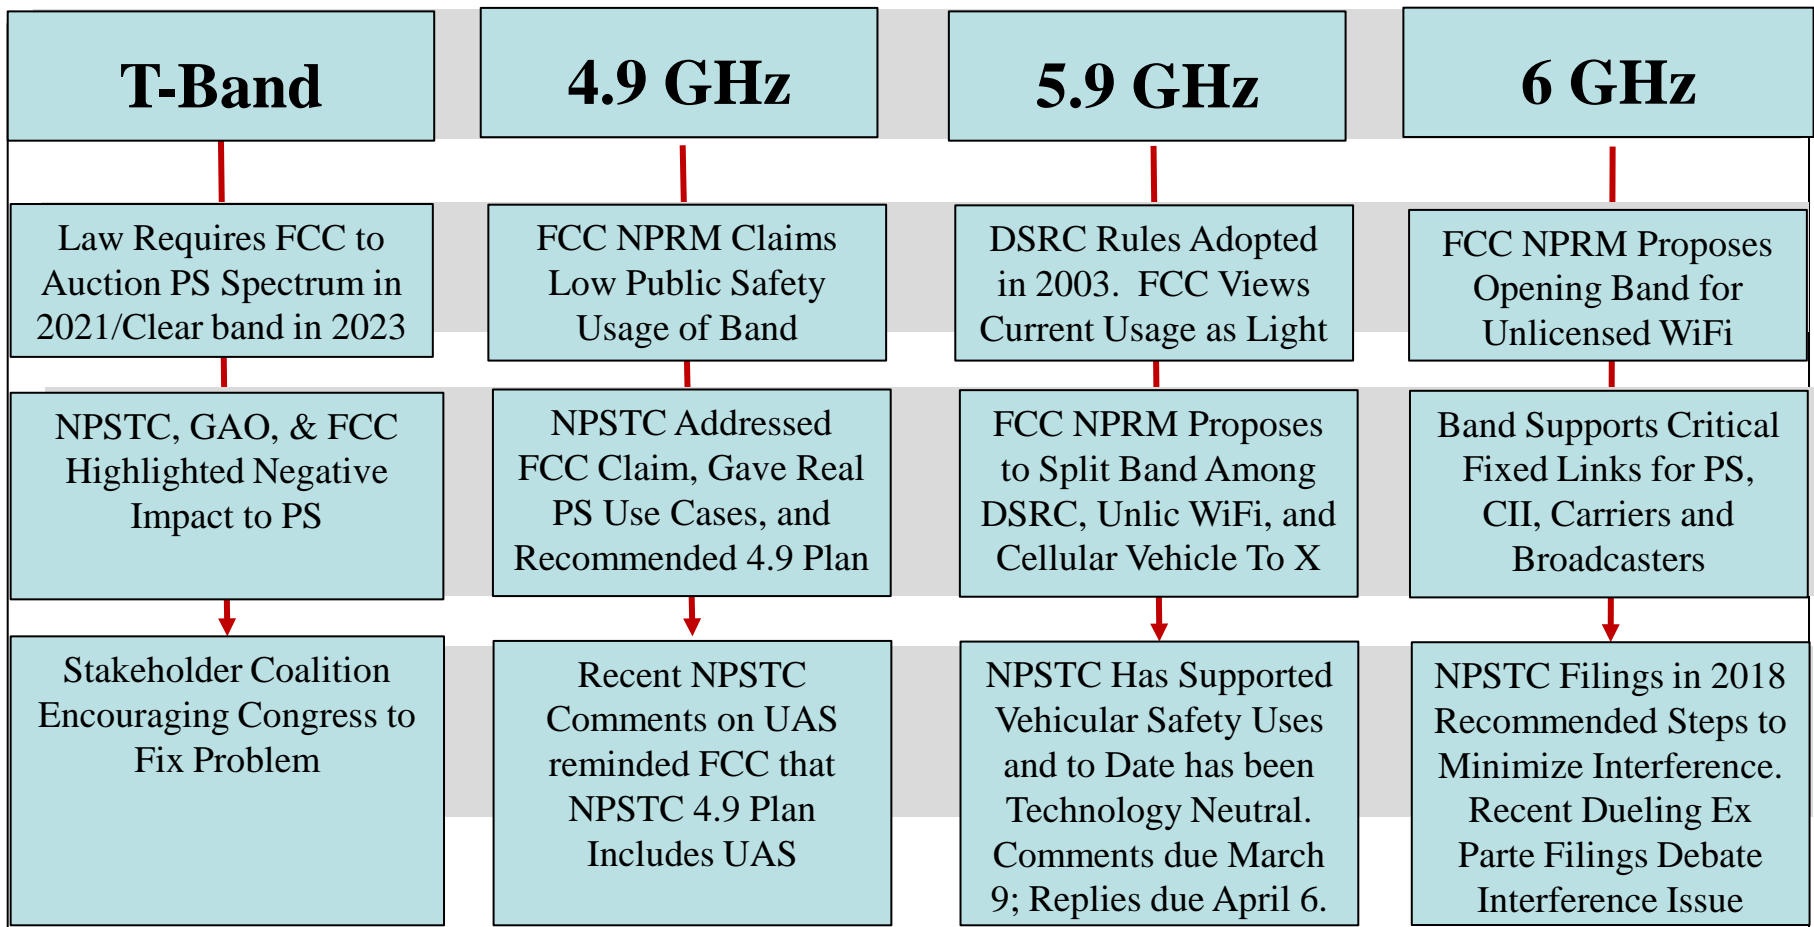 T-Band
Law Requires FCC to
Auction PS Spectrum in
2021/Clear band in 2023
NPSTC, GAO, & FCC
Highlighted Negative
Impact to PS
Stakeholder Coalition
Encouraging Congress to
Fix Problem
4.9 GHz
FCC NPRM Claims
Low Public Safety
Usage of Band
NPSTC Addressed
FCC Claim, Gave Real
PS Use Cases, and
Recommended 4.9 Plan
Recent NPSTC
Comments on UAS
reminded FCC that
NPSTC 4.9 Plan
Includes UAS
5.9 GHz
DSRC Rules Adopted
in 2003.  FCC Views
Current Usage as Light
FCC NPRM Proposes
to Split Band Among
DSRC, Unlic WiFi, and
Cellular Vehicle To X
NPSTC Has Supported
Vehicular Safety Uses
and to Date has been
Technology Neutral.
Comments due March
9; Replies due April 6.
6 GHz
FCC NPRM Proposes
Opening Band for
Unlicensed WiFi
Band Supports Critical
Fixed Links for PS,
CII, Carriers and
Broadcasters
NPSTC Filings in 2018
Recommended Steps to
Minimize Interference.
Recent Dueling Ex
Parte Filings Debate
Interference Issue